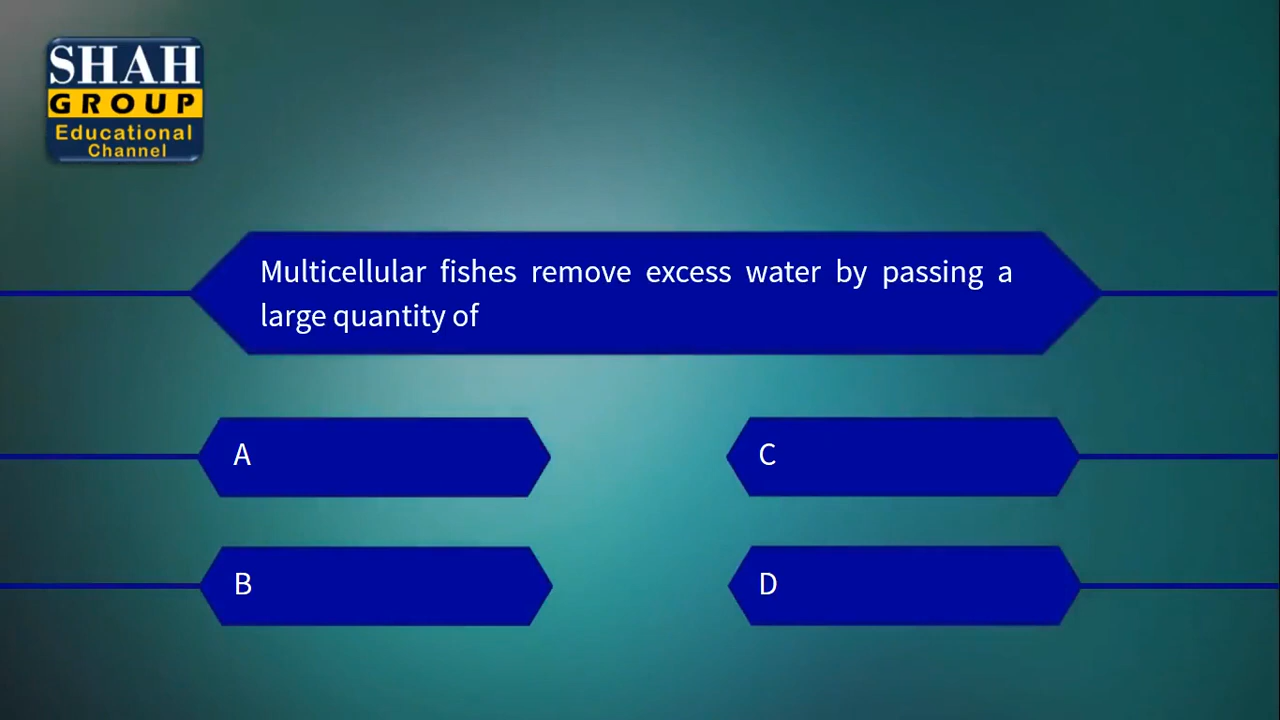 SHAH
GROUP
Educational
Channel
Multicellular fishes remove excess water by passing a
large quantity of
A
C
B
D